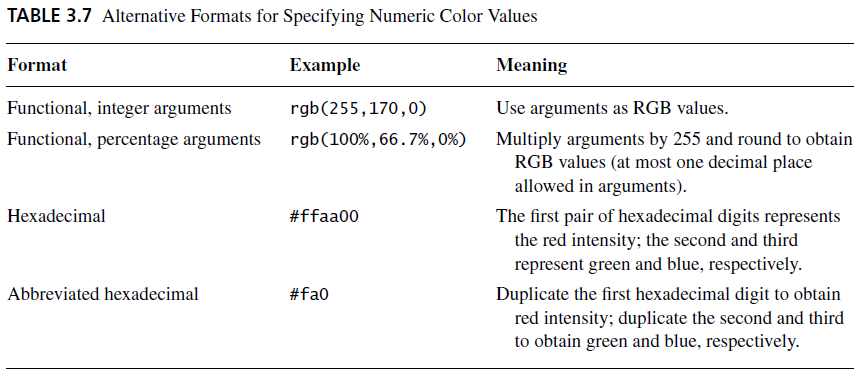 TABLE 3.7 Alternative Formats for Specifying Numeric Color Values
Format Example Meaning
Functional, integer arguments rgb(255,170,0) Use arguments as RGB values.
Functional, percentage arguments rgb(100%,66.7%,0%) Multiply arguments by 255 and round to obtain
RGB values (at most one decimal place
allowed in arguments).
Hexadecimal #ffaa00 The first pair of hexadecimal digits represents
the red intensity; the second and third
represent green and blue, respectively.
Abbreviated hexadecimal #fa0 Duplicate the first hexadecimal digit to obtain
red intensity; duplicate the second and third
to obtain green and blue, respectively.